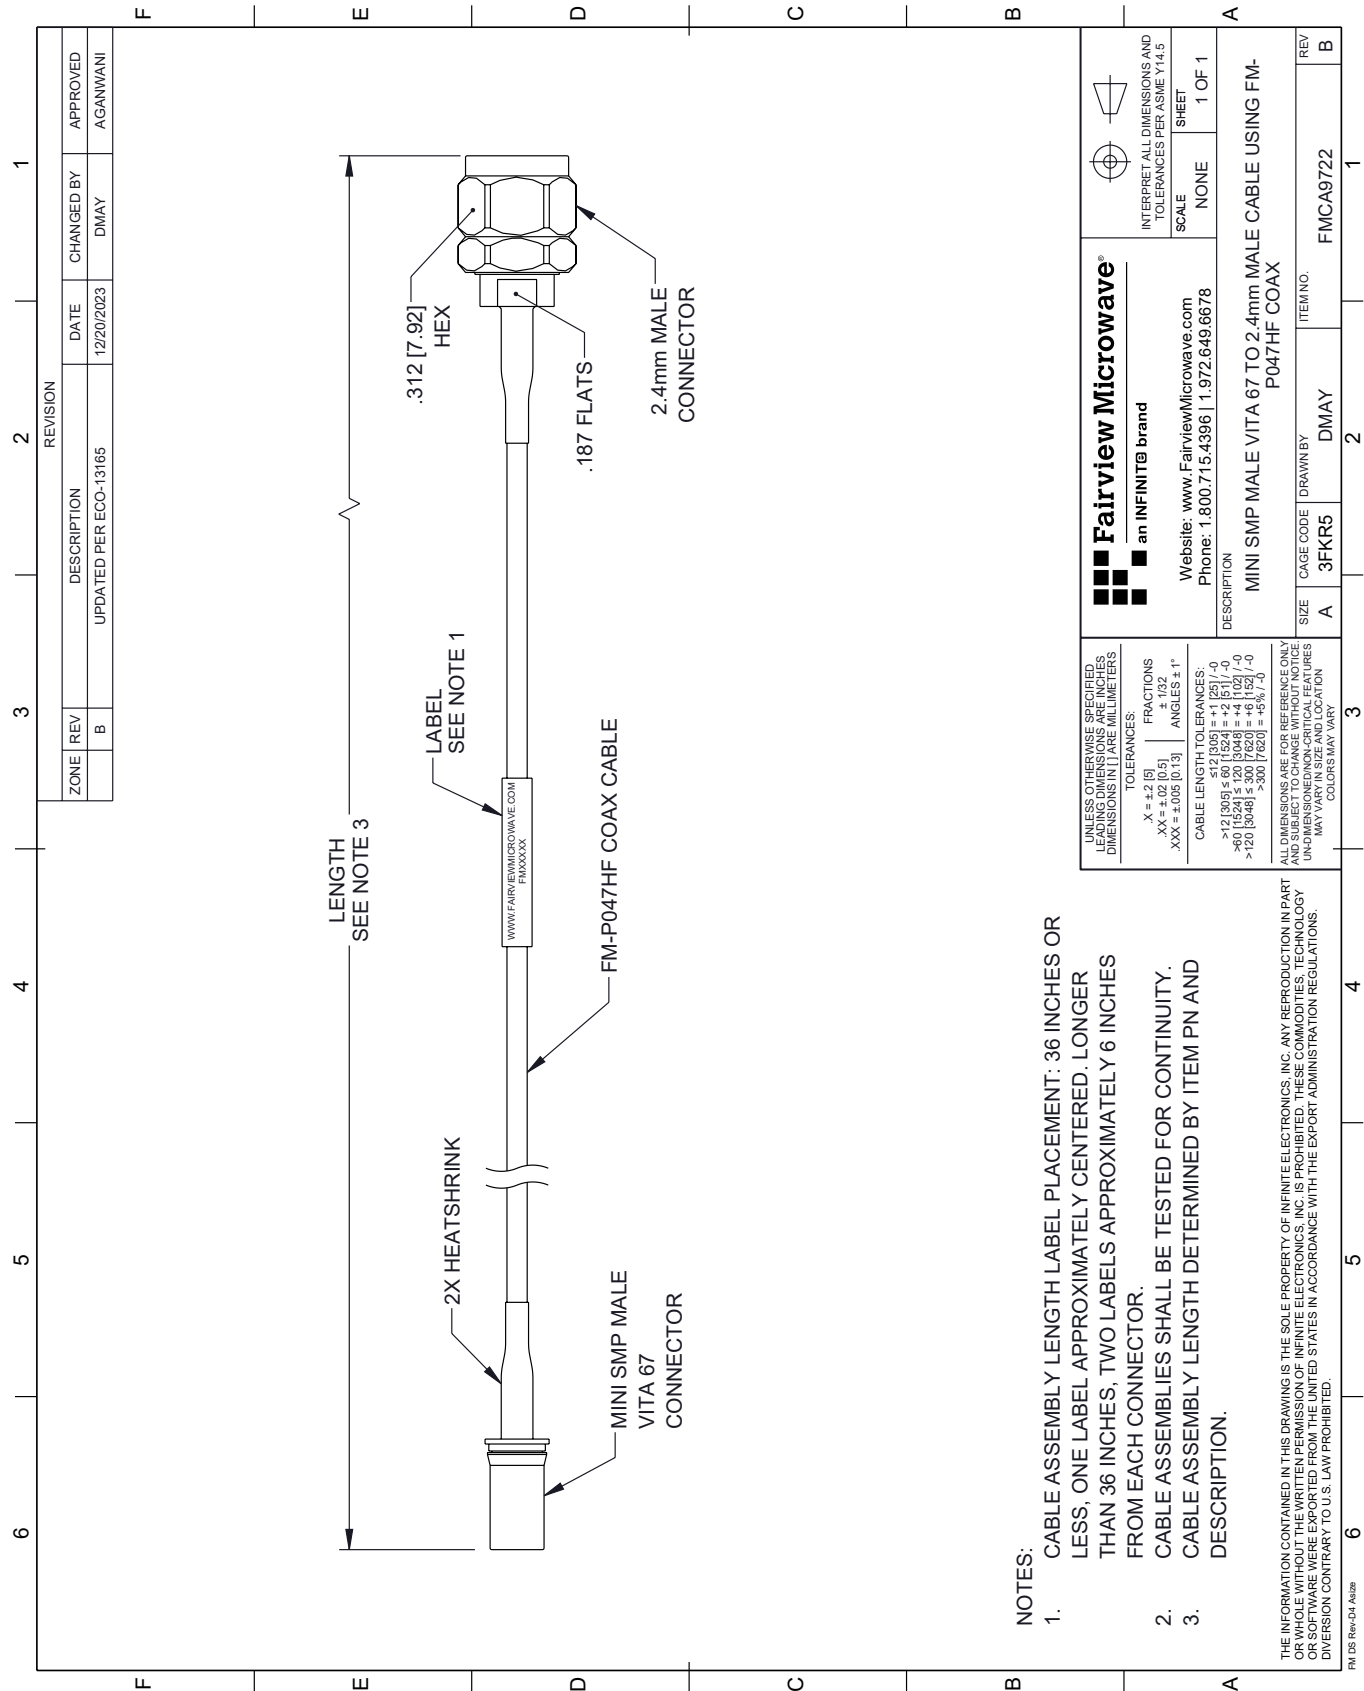 6
5
4
3
2
1
F
E
D
C
B
A
REVISION
ZONE REV DESCRIPTION DATE CHANGED BY APPROVED
B UPDATED PER ECO-13165 12/20/2023 DMAY AGANWANI
LENGTH
SEE NOTE 3
.312 [7.92]
HEX
LABEL
SEE NOTE 1
2X HEATSHRINK
WWW.FAIRVIEWMICROWAVE.COM
FMXXXXX
.187 FLATS
2.4mm MALE
CONNECTOR
FM-P047HF COAX CABLE
MINI SMP MALE
VITA 67
CONNECTOR
NOTES:
1. CABLE ASSEMBLY LENGTH LABEL PLACEMENT: 36 INCHES OR
LESS, ONE LABEL APPROXIMATELY CENTERED. LONGER
THAN 36 INCHES, TWO LABELS APPROXIMATELY 6 INCHES
FROM EACH CONNECTOR.
2. CABLE ASSEMBLIES SHALL BE TESTED FOR CONTINUITY.
3. CABLE ASSEMBLY LENGTH DETERMINED BY ITEM PN AND
DESCRIPTION.
THE INFORMATION CONTAINED IN THIS DRAWING IS THE SOLE PROPERTY OF INFINITE ELECTRONICS, INC. ANY REPRODUCTION IN PART
OR WHOLE WITHOUT THE WRITTEN PERMISSION OF INFINITE ELECTRONICS, INC. IS PROHIBITED. THESE COMMODITIES, TECHNOLOGY
OR SOFTWARE WERE EXPORTED FROM THE UNITED STATES IN ACCORDANCE WITH THE EXPORT ADMINISTRATION REGULATIONS.
DIVERSION CONTRARY TO U.S. LAW PROHIBITED.
UNLESS OTHERWISE SPECIFIED
LEADING DIMENSIONS ARE INCHES
DIMENSIONS IN [ ] ARE MILLIMETERS
TOLERANCES:
.X = ±.2 [5] FRACTIONS
.XX = ±.02 [0.5] ± 1/32
.XXX = ±.005 [0.13] ANGLES ± 1°
CABLE LENGTH TOLERANCES:
≤12 [305] = +1 [25] / -0
>12 [305] ≤ 60 [1524] = +2 [51] / -0
>60 [1524] ≤ 120 [3048] = +4 [102] / -0
>120 [3048] ≤ 300 [7620] = +6 [152] / -0
>300 [7620] = +5% / -0
ALL DIMENSIONS ARE FOR REFERENCE ONLY
AND SUBJECT TO CHANGE WITHOUT NOTICE.
UN-DIMENSIONED/NON-CRITICAL FEATURES
MAY VARY IN SIZE AND LOCATION
COLORS MAY VARY
Fairview Microwave®
an INFINIT® brand
Website: www.FairviewMicrowave.com
Phone: 1.800.715.4396 | 1.972.649.6678
INTERPRET ALL DIMENSIONS AND
TOLERANCES PER ASME Y14.5
SCALE SHEET
NONE 1 OF 1
DESCRIPTION
MINI SMP MALE VITA 67 TO 2.4mm MALE CABLE USING FM-
P047HF COAX
SIZE CAGE CODE DRAWN BY ITEM NO. REV
A 3FKR5 DMAY FMCA9722 B
F
E
D
C
B
A
6
5
4
3
2
1
FM DS Rev-D4 Asize